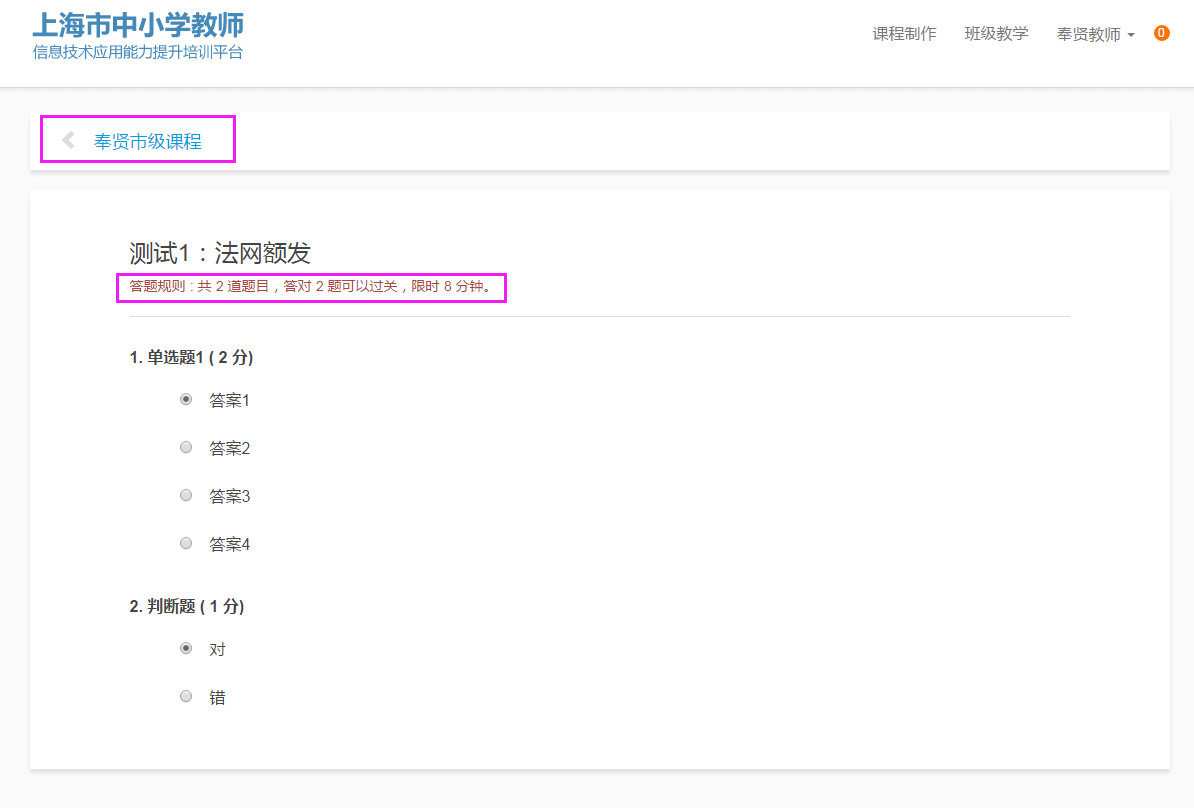 上海市中小学教师
信息技术应用能力提升培训平台
课程制作 班级教学 奉贤教师 0
奉贤市级课程
测试1：法网额发
答题规则：共 2 道题目，答对 2 题可以过关，限时 8 分钟。
1. 单选题1 ( 2 分)
答案1
答案2
答案3
答案4
2. 判断题 ( 1 分)
对
错